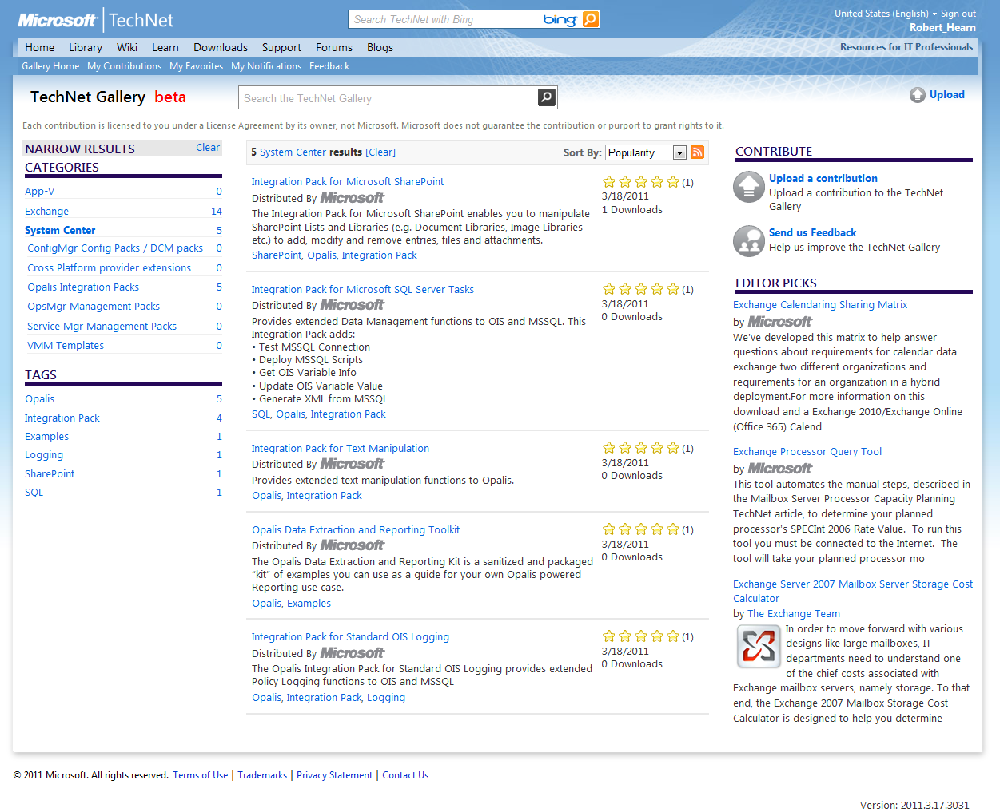 Microsoft | TechNet
Search TechNet with Bing
bing
United States (English) Sign out
Robert_Hearn
Home Library Wiki Learn Downloads Support Forums Blogs
Resources for IT Professionals
Gallery Home My Contributions My Favorites My Notifications Feedback
TechNet Gallery beta
Search the TechNet Gallery
Upload
Each contribution is licensed to you under a License Agreement by its owner, not Microsoft. Microsoft does not guarantee the contribution or purport to grant rights to it.
NARROW RESULTS Clear
CATEGORIES
App-V 0
Exchange 14
System Center 5
ConfigMgr Config Packs / DCM packs 0
Cross Platform provider extensions 0
Opalis Integration Packs 5
OpsMgr Management Packs 0
Service Mgr Management Packs 0
VMM Templates 0
TAGS
Opalis 5
Integration Pack 4
Examples 1
Logging 1
SharePoint 1
SQL 1
5 System Center results [Clear]
Sort By: Popularity
Integration Pack for Microsoft SharePoint
Distributed By Microsoft
The Integration Pack for Microsoft SharePoint enables you to manipulate
SharePoint Lists and Libraries (e.g. Document Libraries, Image Libraries
etc.) to add, modify and remove entries, files and attachments.
SharePoint, Opalis, Integration Pack
(1)
3/18/2011
1 Downloads
Integration Pack for Microsoft SQL Server Tasks
Distributed By Microsoft
Provides extended Data Management functions to OIS and MSSQL. This
Integration Pack adds:
• Test MSSQL Connection
• Deploy MSSQL Scripts
• Get OIS Variable Info
• Update OIS Variable Value
• Generate XML from MSSQL
SQL, Opalis, Integration Pack
(1)
3/18/2011
0 Downloads
Integration Pack for Text Manipulation
Distributed By Microsoft
Provides extended text manipulation functions to Opalis.
Opalis, Integration Pack
(1)
3/18/2011
0 Downloads
Opalis Data Extraction and Reporting Toolkit
Distributed By Microsoft
The Opalis Data Extraction and Reporting Kit is a sanitized and packaged
“kit” of examples you can use as a guide for your own Opalis powered
Reporting use case.
Opalis, Examples
(1)
3/18/2011
0 Downloads
Integration Pack for Standard OIS Logging
Distributed By Microsoft
The Opalis Integration Pack for Standard OIS Logging provides extended
Policy Logging functions to OIS and MSSQL
Opalis, Integration Pack, Logging
(1)
3/18/2011
0 Downloads
CONTRIBUTE
Upload a contribution
Upload a contribution to the TechNet
Gallery
Send us Feedback
Help us improve the TechNet Gallery
EDITOR PICKS
Exchange Calendaring Sharing Matrix
by Microsoft
We've developed this matrix to help answer
questions about requirements for calendar data
exchange two different organizations and
requirements for an organization in a hybrid
deployment.For more information on this
download and a Exchange 2010/Exchange Online
(Office 365) Calend
Exchange Processor Query Tool
by Microsoft
This tool automates the manual steps, described in
the Mailbox Server Processor Capacity Planning
TechNet article, to determine your planned
processor's SPECInt 2006 Rate Value. To run this
tool you must be connected to the Internet. The
tool will take your planned processor mo
Exchange Server 2007 Mailbox Server Storage Cost
Calculator
by The Exchange Team
In order to move forward with various
designs like large mailboxes, IT
departments need to understand one
of the chief costs associated with
Exchange mailbox servers, namely storage. To that
end, the Exchange 2007 Mailbox Storage Cost
Calculator is designed to help you determine
© 2011 Microsoft. All rights reserved. Terms of Use | Trademarks | Privacy Statement | Contact Us
Version: 2011.3.17.3031